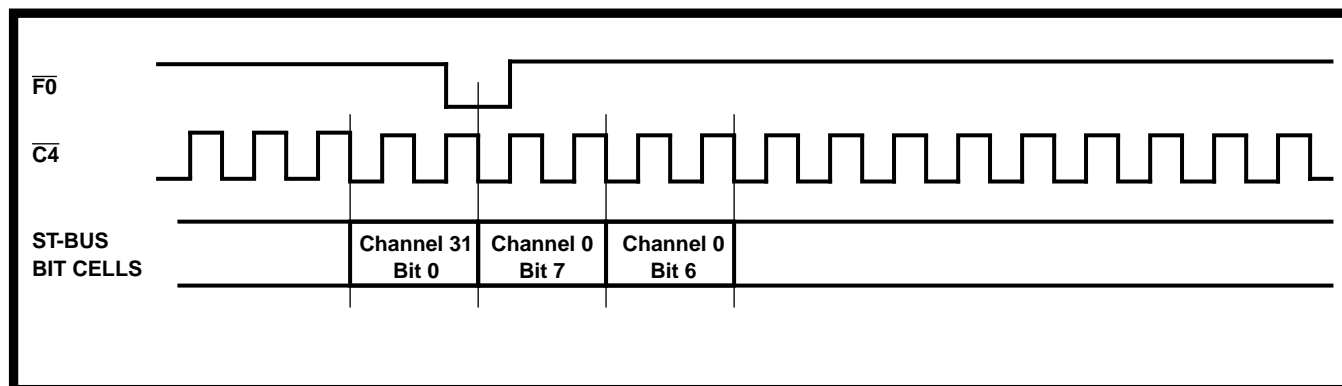 F0
C4
ST-BUS
BIT CELLS
Channel 31
Bit 0
Channel 0
Bit 7
Channel 0
Bit 6